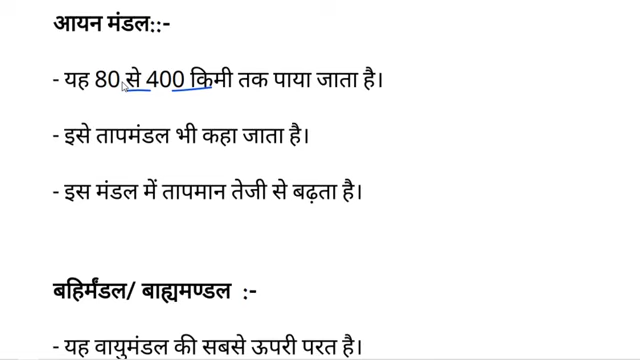 आयन मंडल::-
- यह 80 से 400 किमी तक पाया जाता है।
- इसे तापमंडल भी कहा जाता है।
- इस मंडल में तापमान तेजी से बढ़ता है।
बहिर्मंडल/ बाह्यमण्डल :-
- यह वायुमंडल की सबसे ऊपरी परत है।